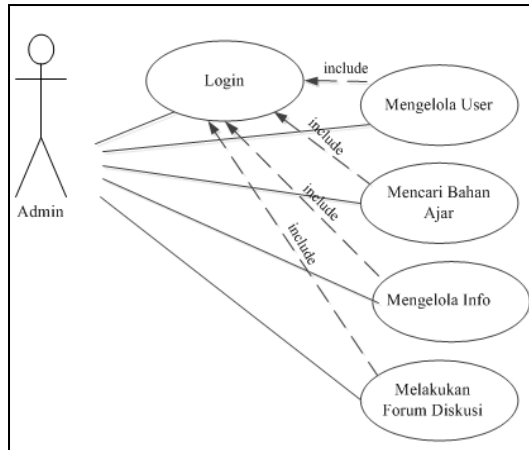 Login
include
Mengelola User
include
Mencari Bahan
Ajar
Admin
include
Mengelola Info
include
Melakukan
Forum Diskusi